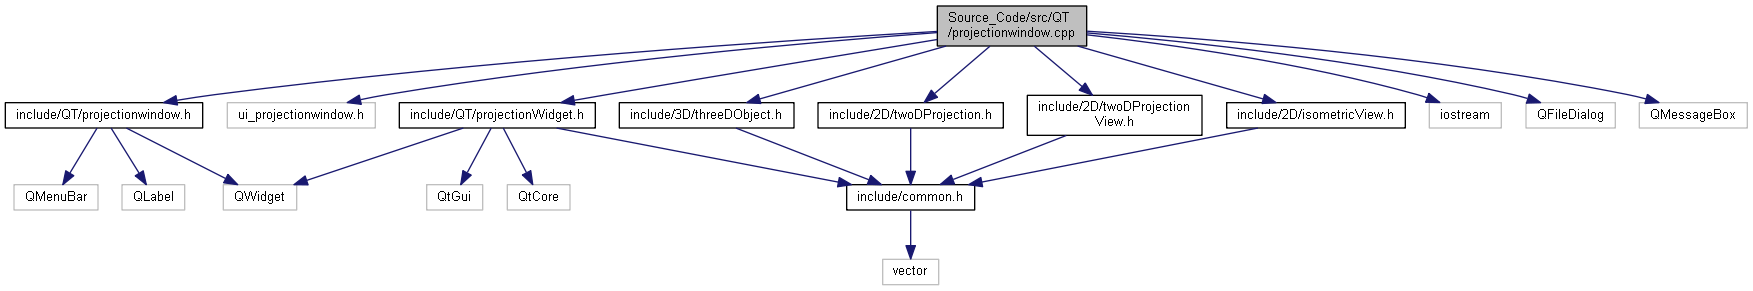 Source_Code/src/QT
/projectionwindow.cpp
include/QT/projectionwindow.h
ui_projectionwindow.h
include/QT/projectionWidget.h
include/3D/threeDObject.h
include/2D/twoDProjection.h
include/2D/twoDProjection
View.h
include/2D/isometricView.h
iostream
QFileDialog
QMessageBox
QMenuBar
QLabel
QWidget
QtGui
QtCore
include/common.h
vector